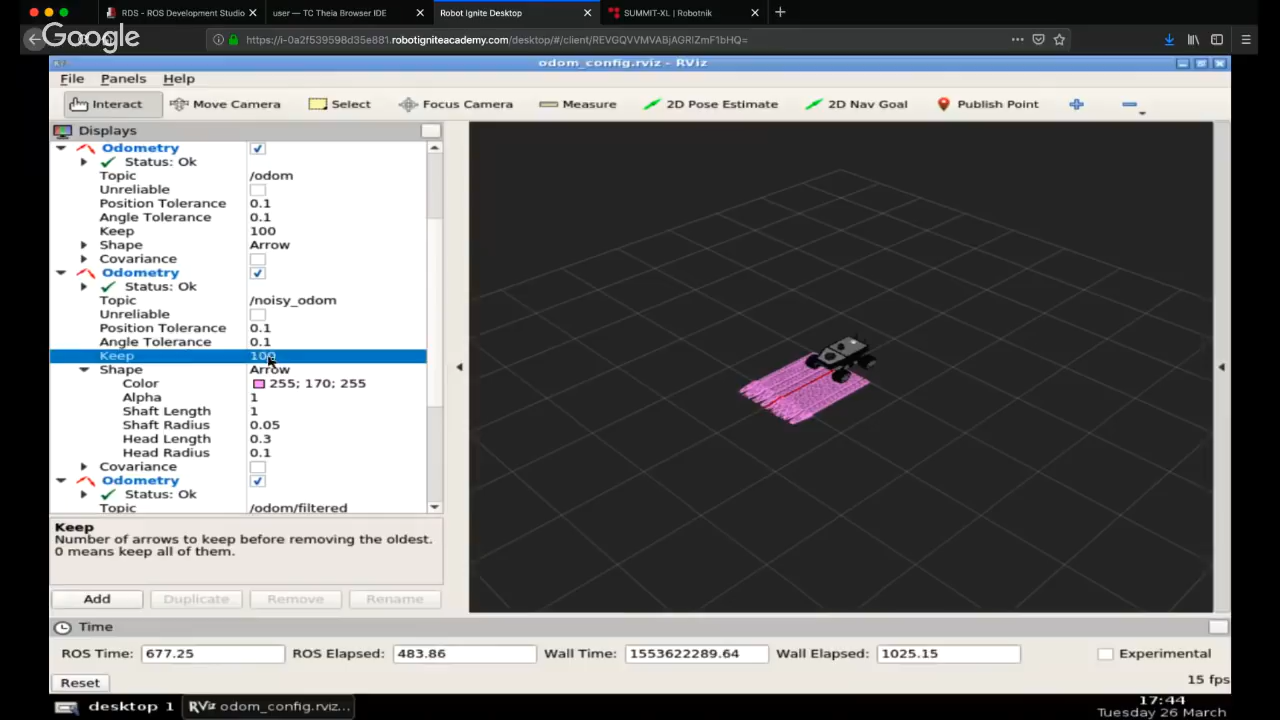 RDS - ROS Development Studio
user — TC Theia Browser IDE
Robot Ignite Desktop
SUMMIT-XL | Robotnik
Google
https://i-0a2f539598d35e881.robotigniteacademy.com/desktop/#/client/REVGQVVMVABjAGRlZmF1bHQ=
odom_config.rviz - RViz
File Panels Help
Interact Move Camera Select Focus Camera Measure 2D Pose Estimate 2D Nav Goal Publish Point
Displays
Odometry
Status: Ok
Topic /odom
Unreliable
Position Tolerance 0.1
Angle Tolerance 0.1
Keep 100
Shape Arrow
Covariance
Odometry
Status: Ok
Topic /noisy_odom
Unreliable
Position Tolerance 0.1
Angle Tolerance 0.1
Keep 100
Shape Arrow
Color 255; 170; 255
Alpha 1
Shaft Length 1
Shaft Radius 0.05
Head Length 0.3
Head Radius 0.1
Covariance
Odometry
Status: Ok
Topic /odom/filtered
Keep
Number of arrows to keep before removing the oldest.
0 means keep all of them.
Add Duplicate Remove Rename
Time
ROS Time: 677.25 ROS Elapsed: 483.86 Wall Time: 1553622289.64 Wall Elapsed: 1025.15 Experimental
Reset 15 fps
desktop 1 RViz odom_config.rviz... 17:44
Tuesday 26 March